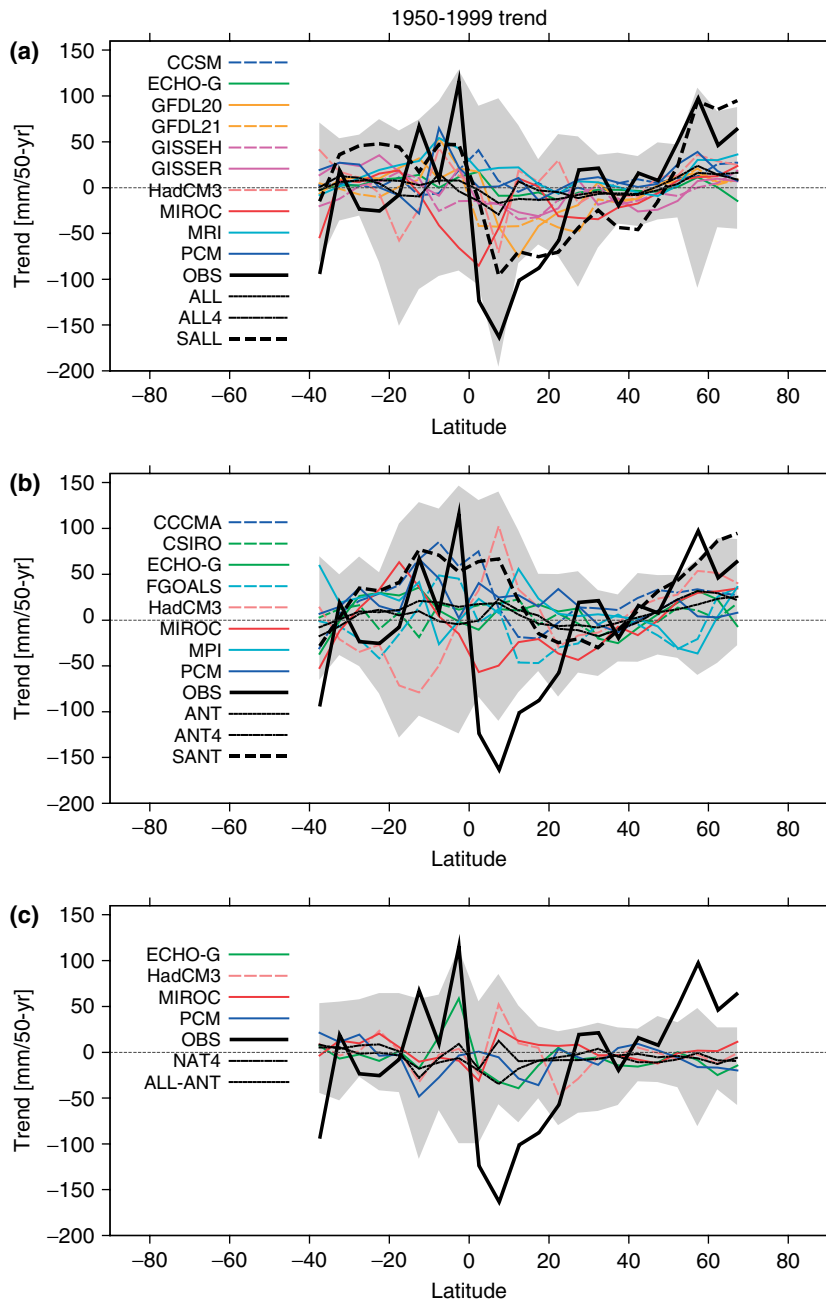 1950-1999 trend
(a)
Trend [mm/50-yr]
150
100
50
0
−50
−100
−150
−200
CCSM
ECHO-G
GFDL20
GFDL21
GISSEH
GISSER
HadCM3
MIROC
MRI
PCM
OBS
ALL
ALL4
SALL
−80 −60 −40 −20 0 20 40 60 80
Latitude
(b)
Trend [mm/50-yr]
150
100
50
0
−50
−100
−150
−200
CCCMA
CSIRO
ECHO-G
FGOALS
HadCM3
MIROC
MPI
PCM
OBS
ANT
ANT4
SANT
−80 −60 −40 −20 0 20 40 60 80
Latitude
(c)
Trend [mm/50-yr]
150
100
50
0
−50
−100
−150
−200
ECHO-G
HadCM3
MIROC
PCM
OBS
NAT4
ALL-ANT
−80 −60 −40 −20 0 20 40 60 80
Latitude